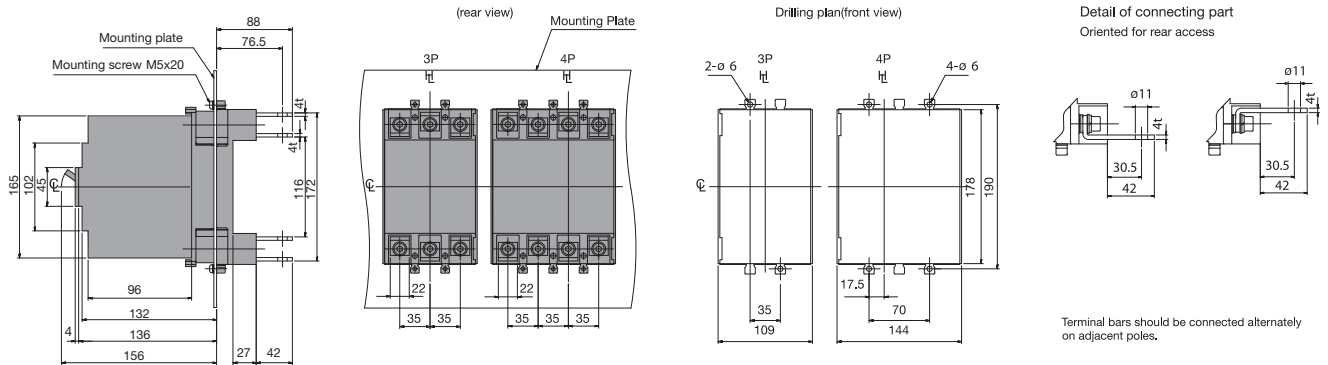 88
76.5
Mounting plate
Mounting screw M5x20
4t
4t
165
102
45
℄
116
172
96
132
4
136
156
27
42
(rear view)
Mounting Plate
3P
℄
4P
℄
℄
22
22
35
35
35
35
35
Drilling plan(front view)
2-ø 6
3P
℄
4P
℄
4-ø 6
℄
178
190
17.5
35
70
109
144
Detail of connecting part
Oriented for rear access
ø11
4t
30.5
42
ø11
4t
30.5
42
Terminal bars should be connected alternately
on adjacent poles.